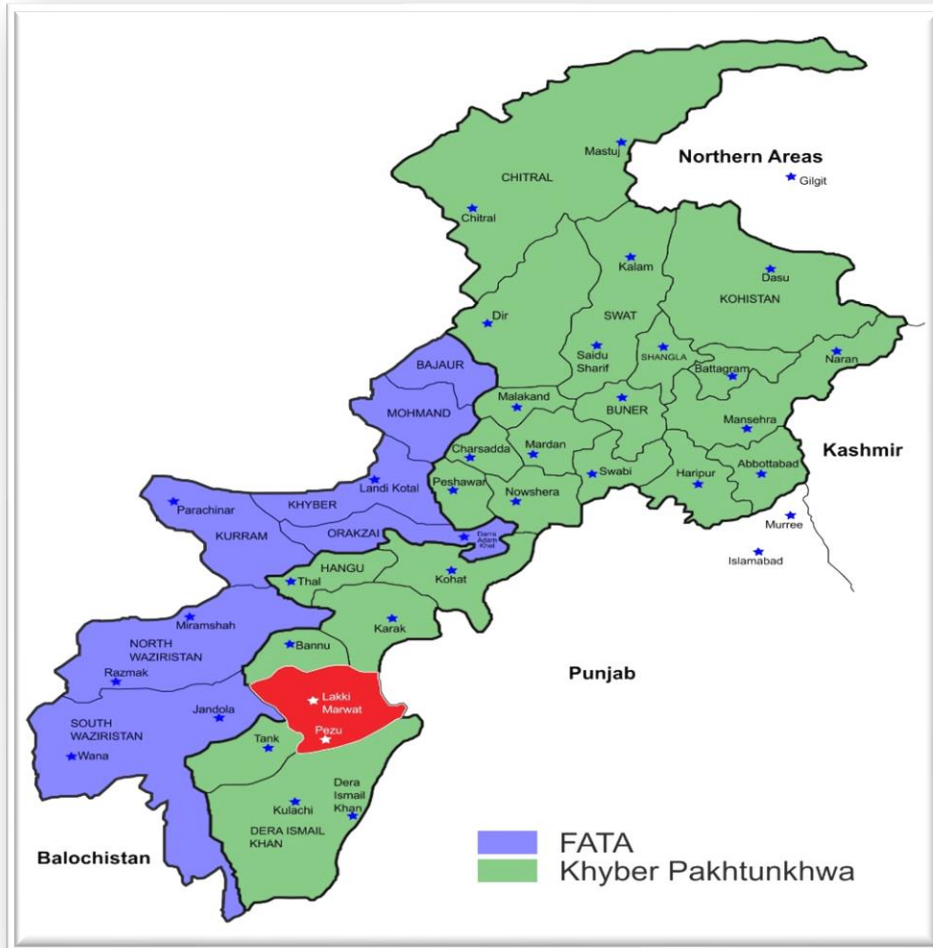 Mastuj
Northern Areas
Gilgit
CHITRAL
Chitral
Kalam
Dasu
KOHISTAN
Dir
SWAT
Saidu
Sharif
SHANGLA
Naran
BAJAUR
Battagram
Malakand
BUNER
MOHMAND
Mansehra
Charsadda
Mardan
Kashmir
Landi Kotal
Peshawar
Swabi
Haripur
Abbottabad
Nowshera
Parachinar
KHYBER
KURRAM
ORAKZAI
Darra
Adam
Khel
Murree
Islamabad
HANGU
Thal
Kohat
Miramshah
Karak
NORTH
WAZIRISTAN
Bannu
Razmak
Punjab
Lakki
Marwat
Jandola
SOUTH
WAZIRISTAN
Pezu
Tank
Wana
Dera
Ismail
Khan
Kulachi
DERA ISMAIL
KHAN
Balochistan
FATA
Khyber Pakhtunkhwa